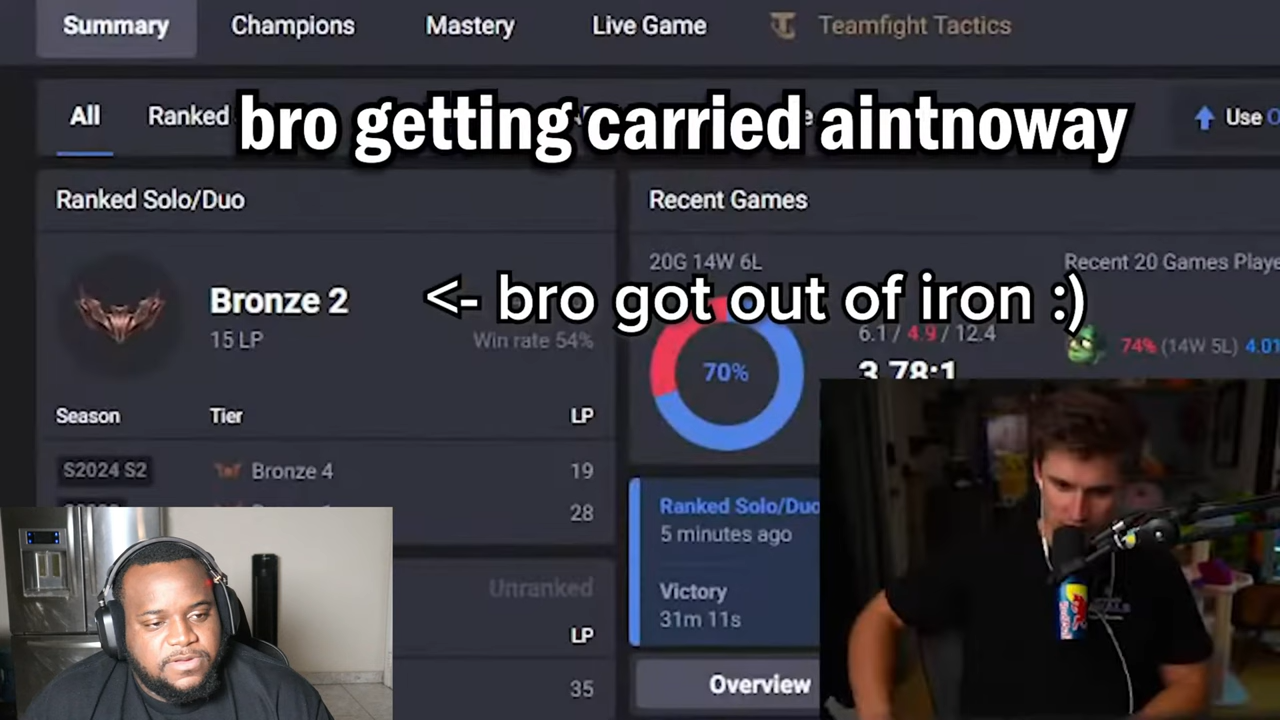 Summary Champions Mastery Live Game Teamfight Tactics
All Ranked Use
bro getting carried aintnoway
Ranked Solo/Duo Recent Games
20G 14W 6L Recent 20 Games Playe
<- bro got out of iron :)
Bronze 2
15 LP Win rate 54%
6.1 / 4.9 / 12.4
74% (14W 5L) 4.01
70% 3.78:1
Season Tier LP
S2024 S2 Bronze 4 19
28
Ranked Solo/Duo
5 minutes ago
Unranked
Victory
31m 11s
LP
35
Overview